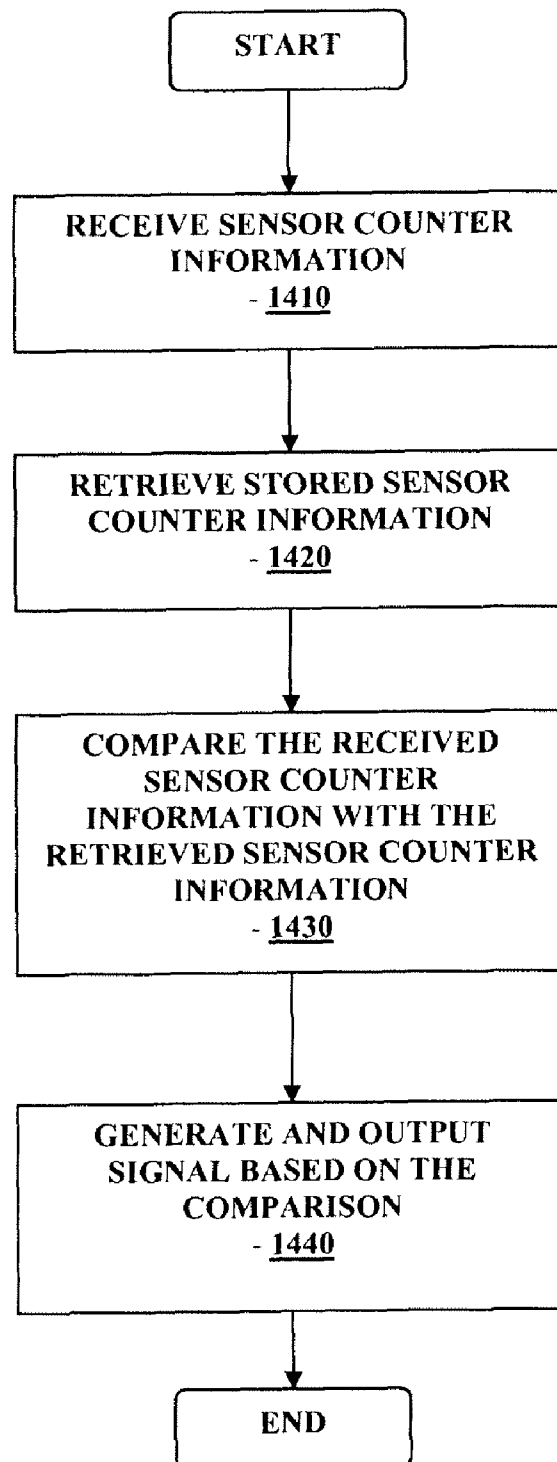 START
RECEIVE SENSOR COUNTER
INFORMATION
- 1410
RETRIEVE STORED SENSOR
COUNTER INFORMATION
- 1420
COMPARE THE RECEIVED
SENSOR COUNTER
INFORMATION WITH THE
RETRIEVED SENSOR COUNTER
INFORMATION
- 1430
GENERATE AND OUTPUT
SIGNAL BASED ON THE
COMPARISON
- 1440
END